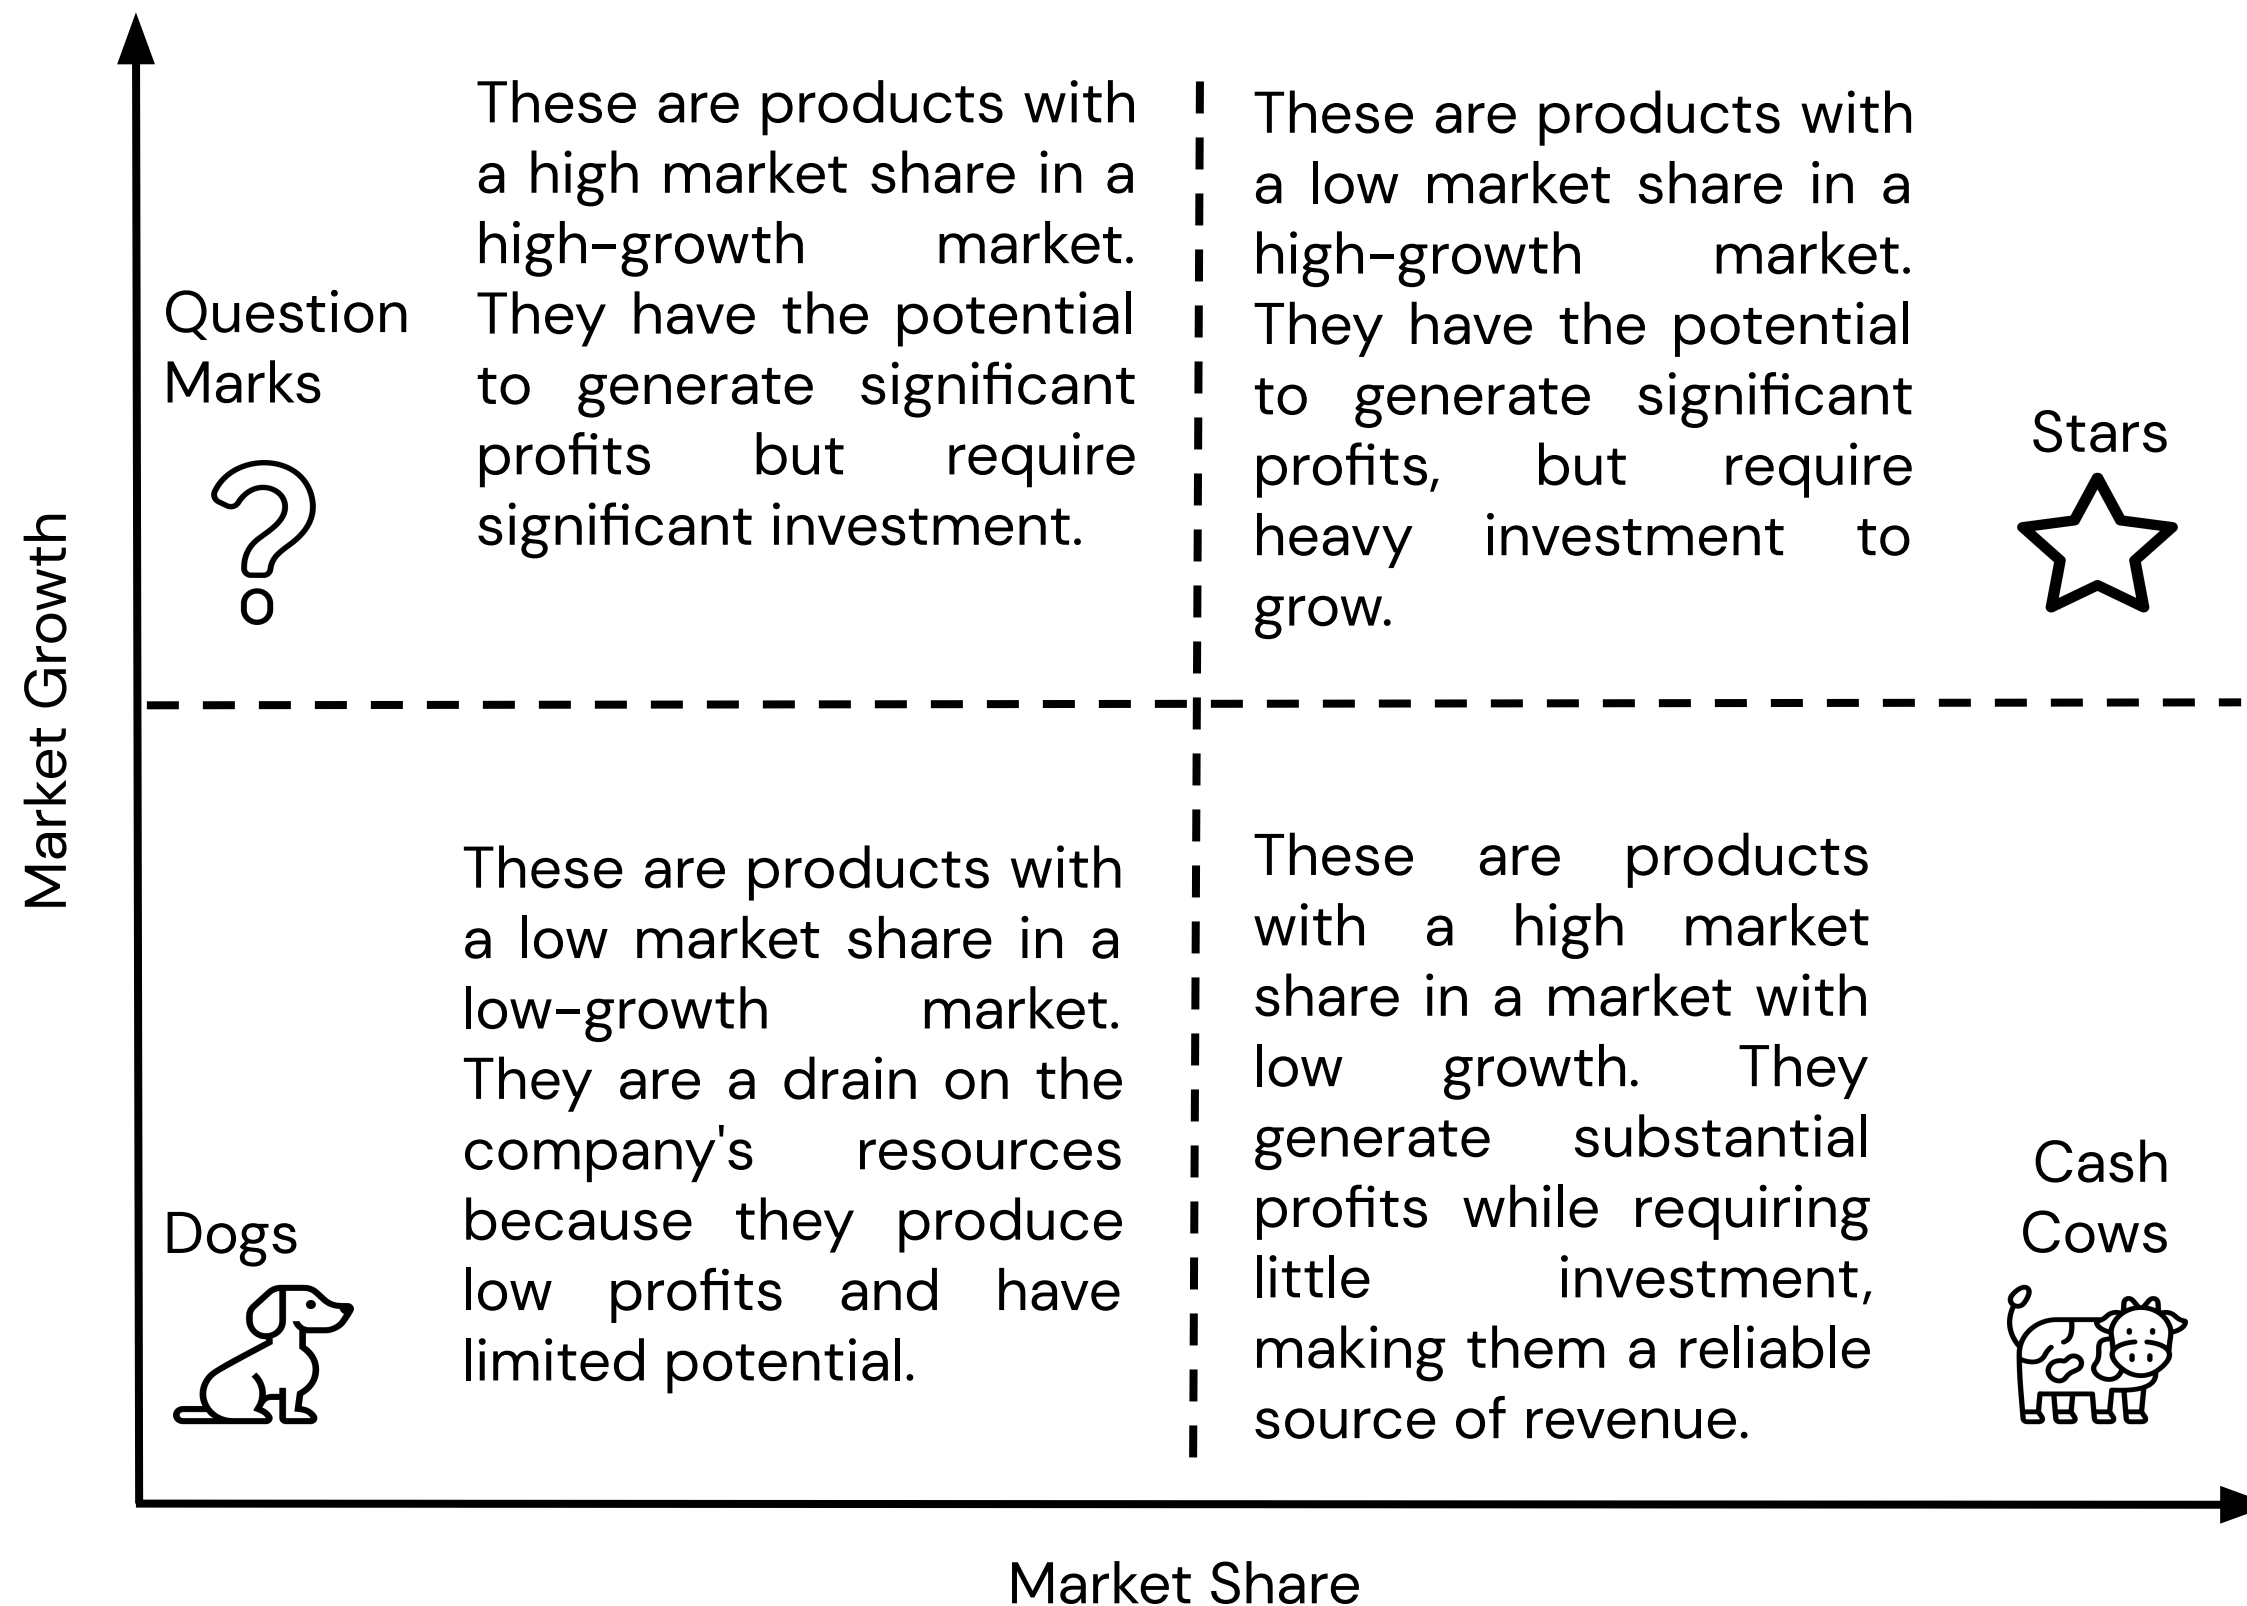 Question
Marks
These are products with
a high market share in a
high-growth market.
They have the potential
to generate significant
profits but require
significant investment.
These are products with
a low market share in a
high-growth market.
They have the potential
to generate significant
profits, but require
heavy investment to
grow.
Stars
Market Growth
Dogs
These are products with
a low market share in a
low-growth market.
They are a drain on the
company's resources
because they produce
low profits and have
limited potential.
These are products
with a high market
share in a market with
low growth. They
generate substantial
profits while requiring
little investment,
making them a reliable
source of revenue.
Cash
Cows
Market Share